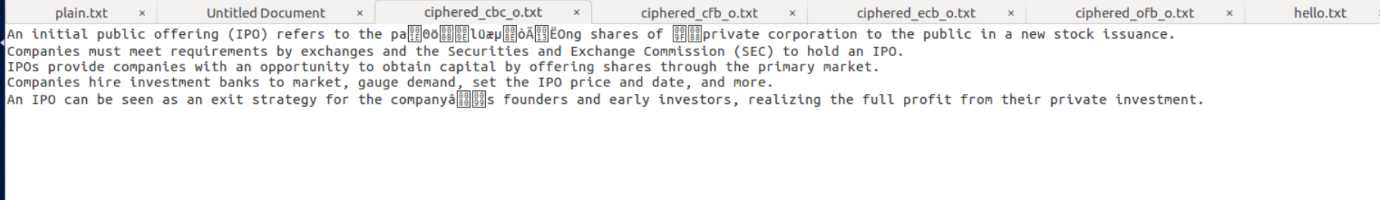 plain.txt × Untitled Document × ciphered_cbc_o.txt × ciphered_cfb_o.txt × ciphered_ecb_o.txt × ciphered_ofb_o.txt × hello.txt
An initial public offering (IPO) refers to the shares of private corporation to the public in a new stock issuance.
Companies must meet requirements by exchanges and the Securities and Exchange Commission (SEC) to hold an IPO.
IPOs provide companies with an opportunity to obtain capital by offering shares through the primary market.
Companies hire investment banks to market, gauge demand, set the IPO price and date, and more.
An IPO can be seen as an exit strategy for the companyâs founders and early investors, realizing the full profit from their private investment.